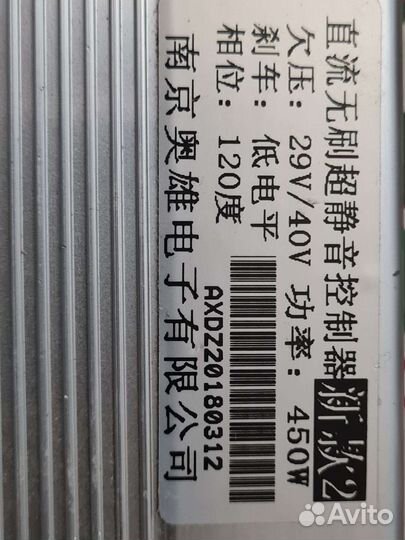 直流无刷超静音控制器
新款2
欠压：29V/40V 功率：450W
刹车：低电平
相位：120度
AXDZ20180312
南京奥雄电子有限公司
Avito